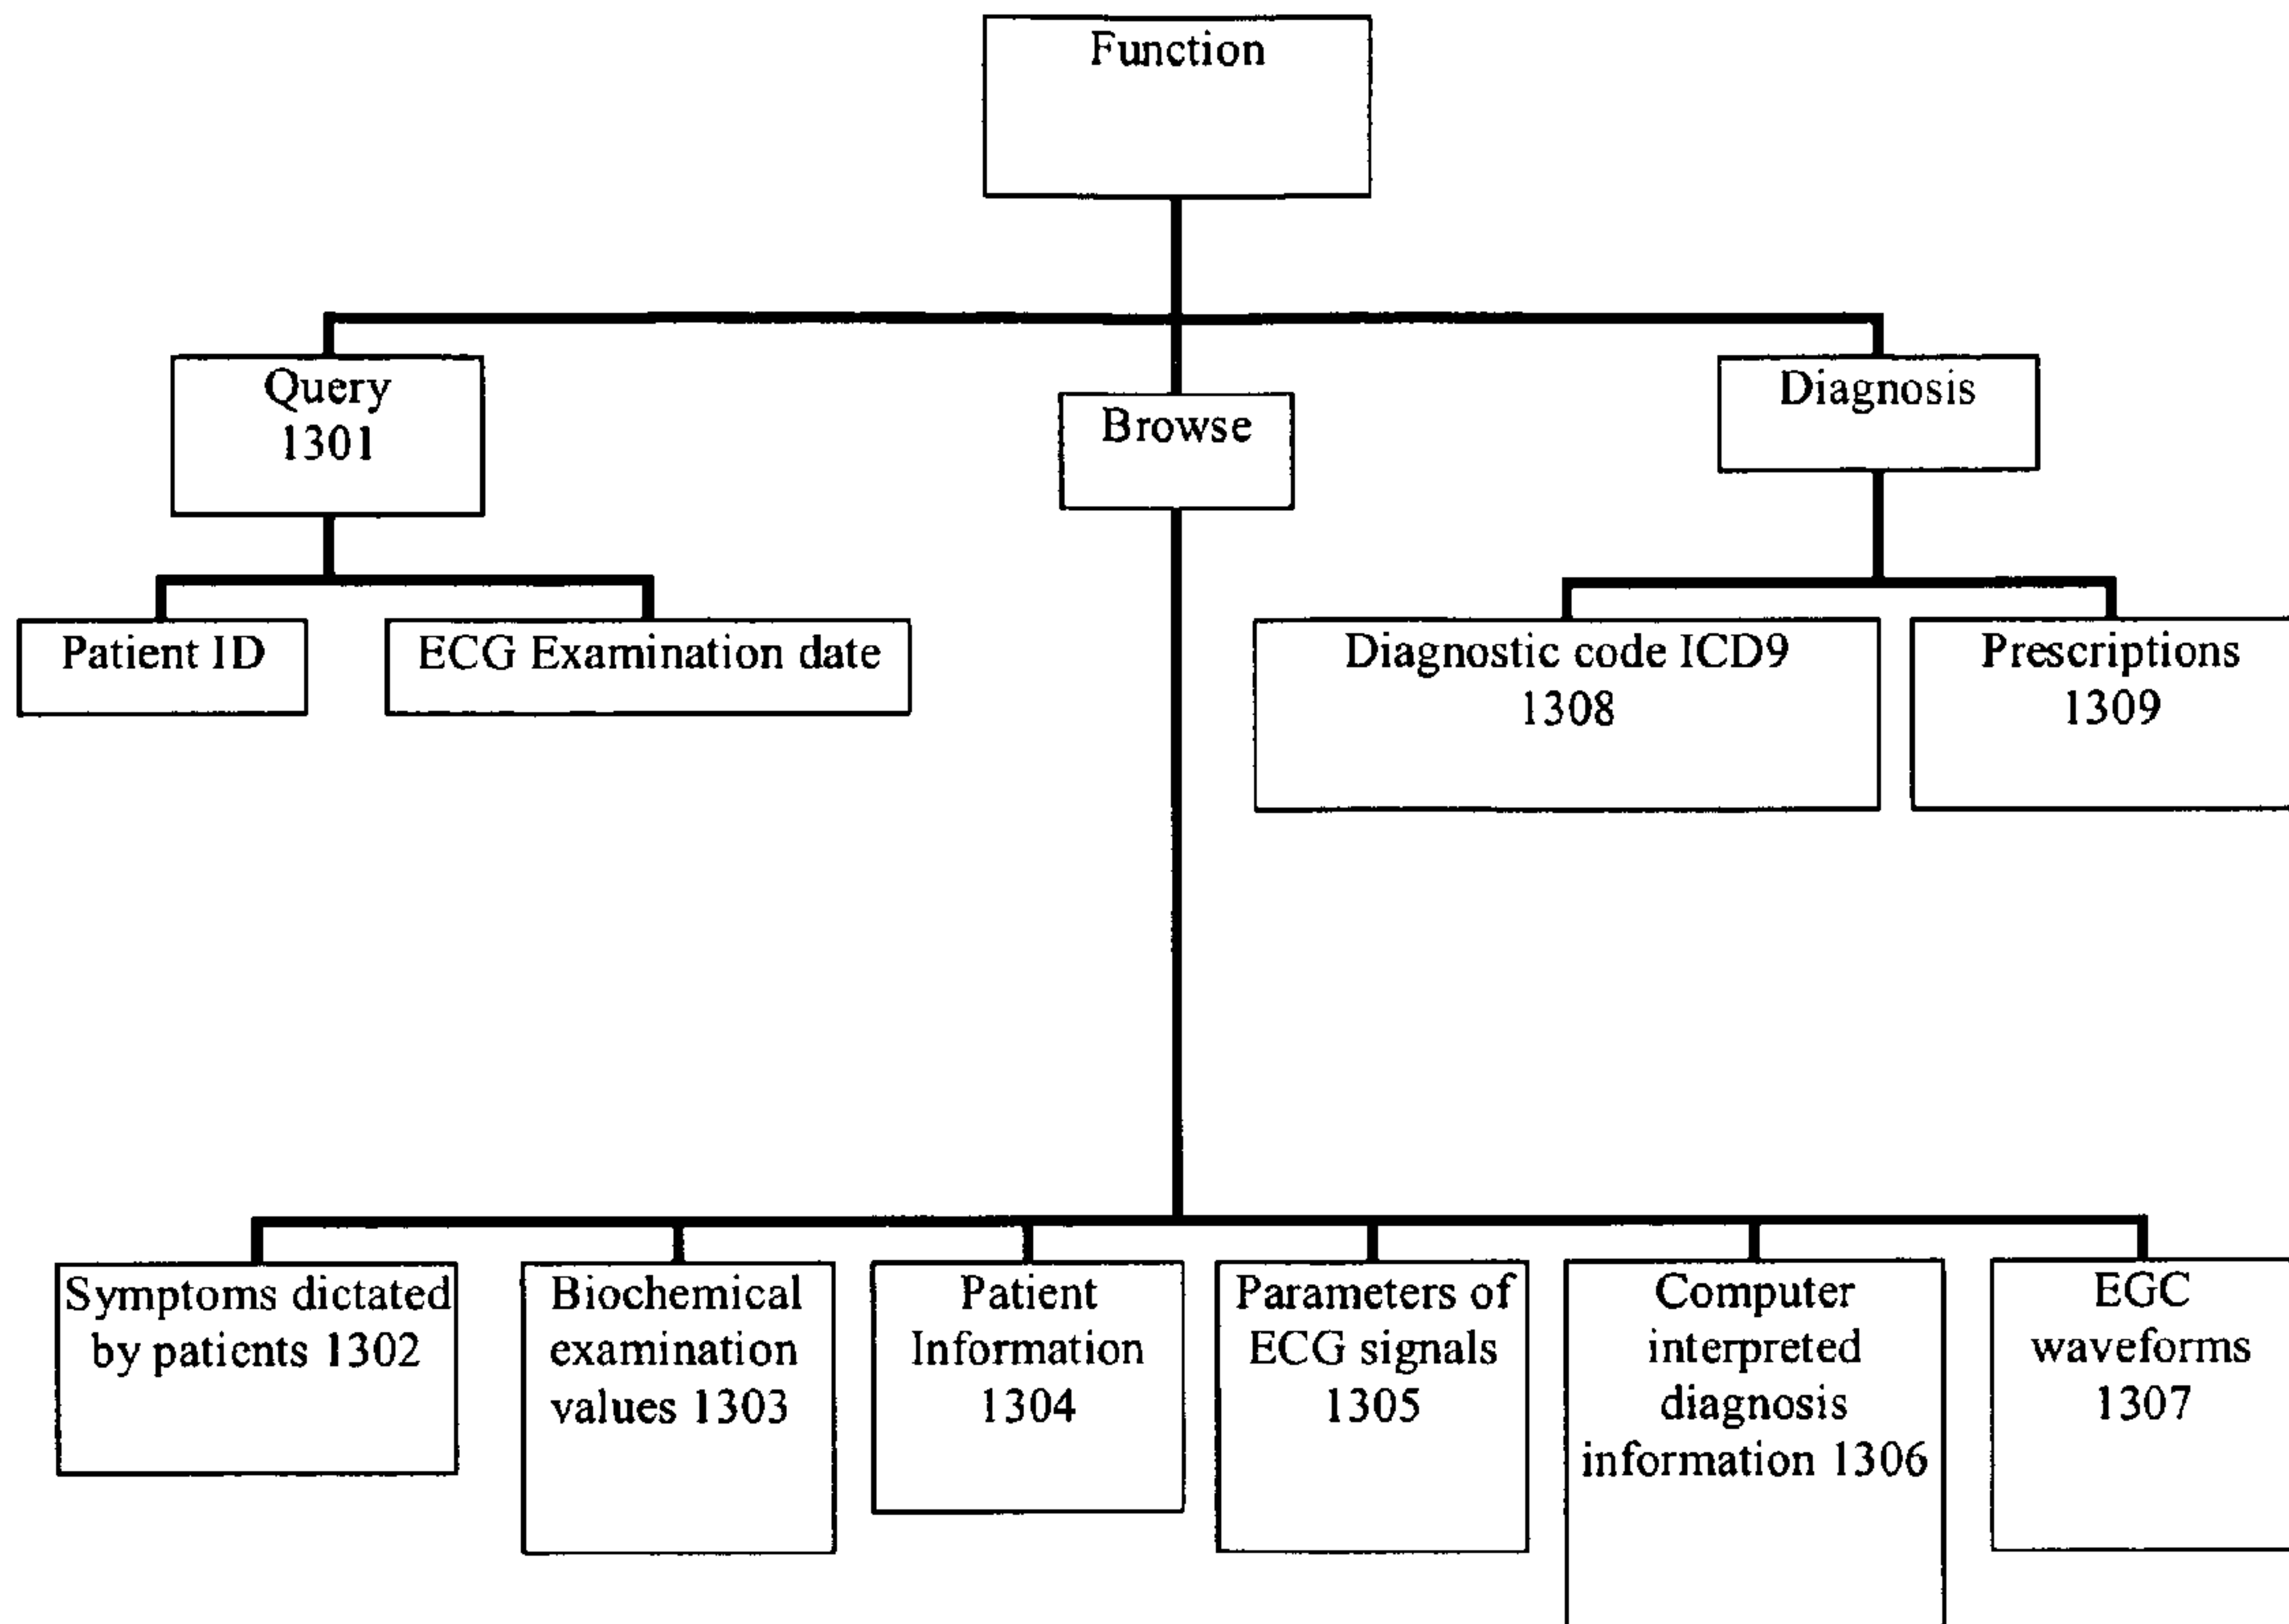 Function
Query
1301
Browse
Diagnosis
Patient ID
ECG Examination date
Diagnostic code ICD9
1308
Prescriptions
1309
Symptoms dictated
by patients 1302
Biochemical
examination
values 1303
Patient
Information
1304
Parameters of
ECG signals
1305
Computer
interpreted
diagnosis
information 1306
EGC
waveforms
1307